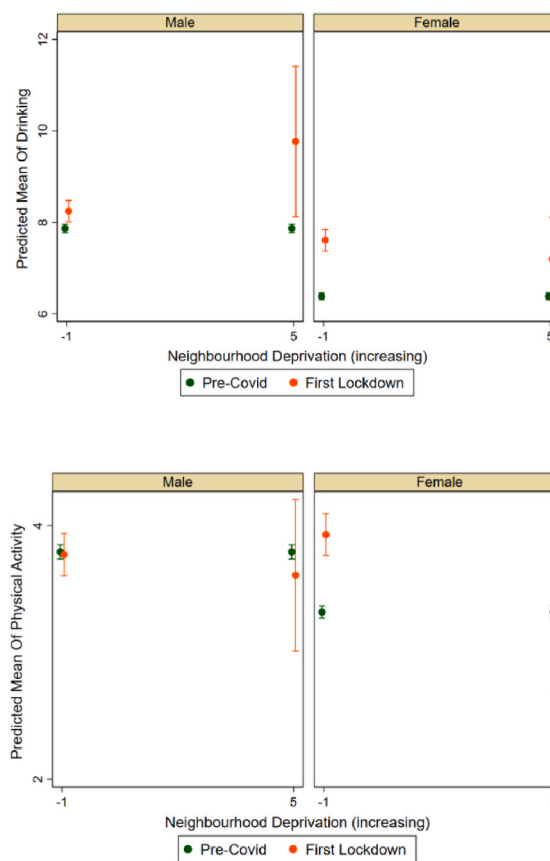 Male Female
12
10
8
6
Predicted Mean Of Drinking
-1 5 -1 5
Neighbourhood Deprivation (increasing)
Pre-Covid First Lockdown
Male Female
4
2
Predicted Mean Of Physical Activity
-1 5 -1
Neighbourhood Deprivation (increasing)
Pre-Covid First Lockdown